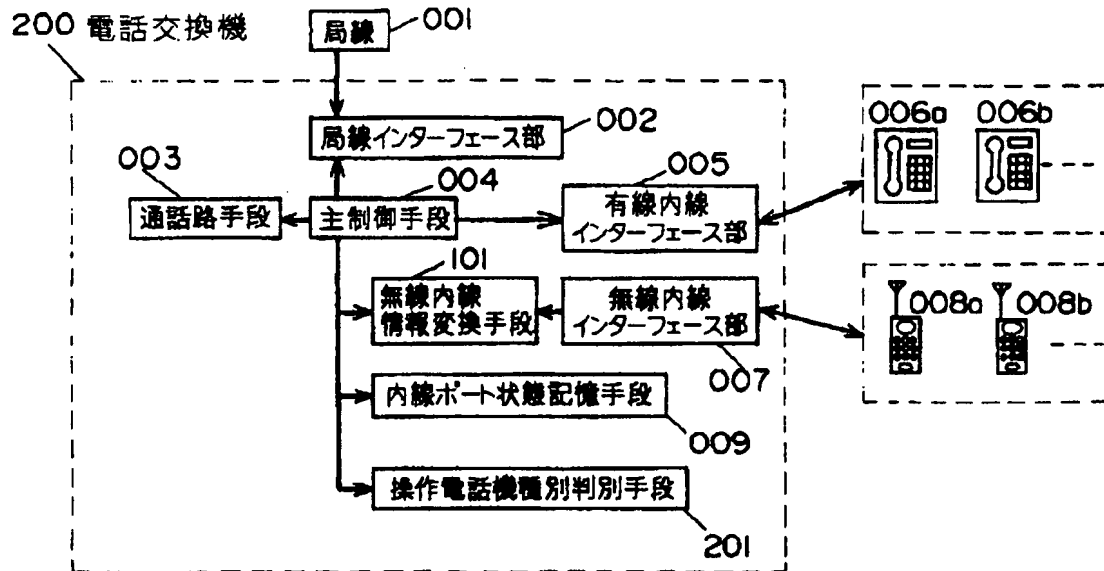 200 電話交換機
局線
001
局線インターフェース部
002
003
通話路手段
004
主制御手段
005
有線内線
インターフェース部
006a
006b
101
無線内線
情報変換手段
無線内線
インターフェース部
007
008a
008b
内線ポート状態記憶手段
009
操作電話機種別判別手段
201